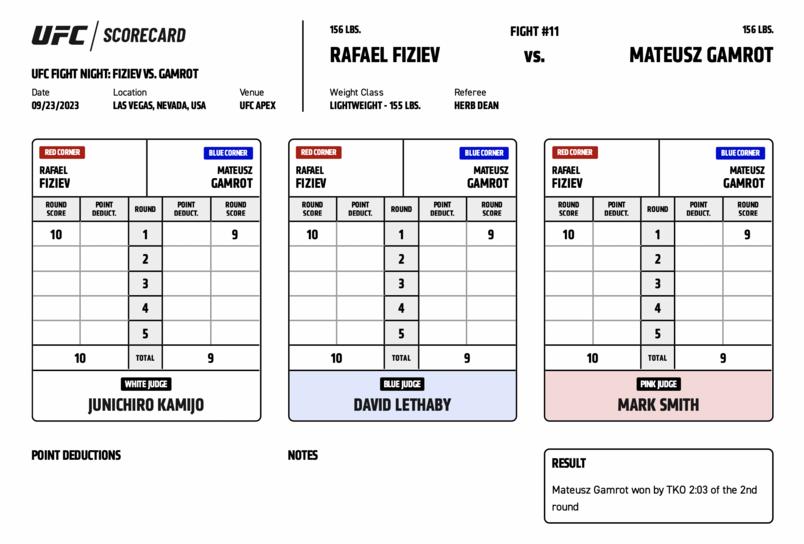 UFC / SCORECARD
UFC FIGHT NIGHT: FIZIEV VS. GAMROT
Date Location Venue
09/23/2023 LAS VEGAS, NEVADA, USA UFC APEX
156 LBS. FIGHT #11 156 LBS.
RAFAEL FIZIEV VS. MATEUSZ GAMROT
Weight Class Referee
LIGHTWEIGHT - 155 LBS. HERB DEAN
RED CORNER BLUE CORNER
RAFAEL MATEUSZ
FIZIEV GAMROT
ROUND POINT ROUND POINT ROUND
SCORE DEDUCT. DEDUCT. SCORE
10 1 9
2
3
4
5
10 TOTAL 9
WHITE JUDGE
JUNICHIRO KAMIJO
RED CORNER BLUE CORNER
RAFAEL MATEUSZ
FIZIEV GAMROT
ROUND POINT ROUND POINT ROUND
SCORE DEDUCT. DEDUCT. SCORE
10 1 9
2
3
4
5
10 TOTAL 9
BLUE JUDGE
DAVID LETHABY
RED CORNER BLUE CORNER
RAFAEL MATEUSZ
FIZIEV GAMROT
ROUND POINT ROUND POINT ROUND
SCORE DEDUCT. DEDUCT. SCORE
10 1 9
2
3
4
5
10 TOTAL 9
PINK JUDGE
MARK SMITH
POINT DEDUCTIONS
NOTES
RESULT
Mateusz Gamrot won by TKO 2:03 of the 2nd
round